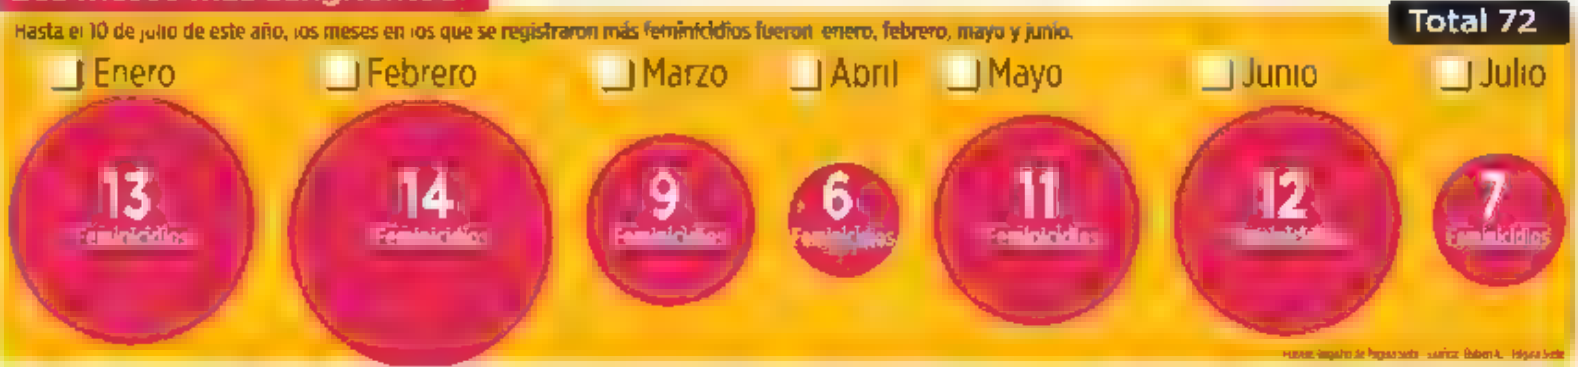 Total 72
Hasta el 10 de julio de este año, los meses en los que se registraron más feminicidios fueron enero, febrero, mayo y junio.
Enero
Febrero
Marzo
Abril
Mayo
Junio
Julio
13
Feminicidios
14
Feminicidios
9
Feminicidios
6
Feminicidios
11
Feminicidios
12
7
Feminicidios